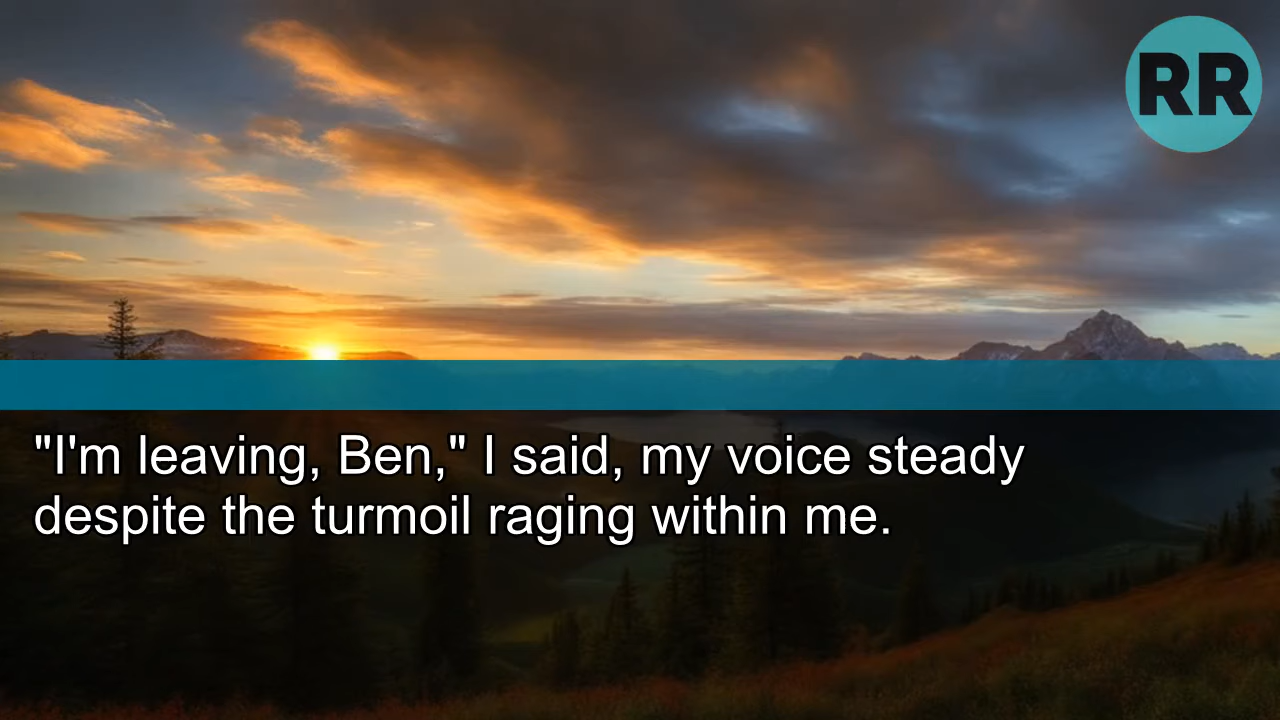 RR
"I'm leaving, Ben," I said, my voice steady
despite the turmoil raging within me.